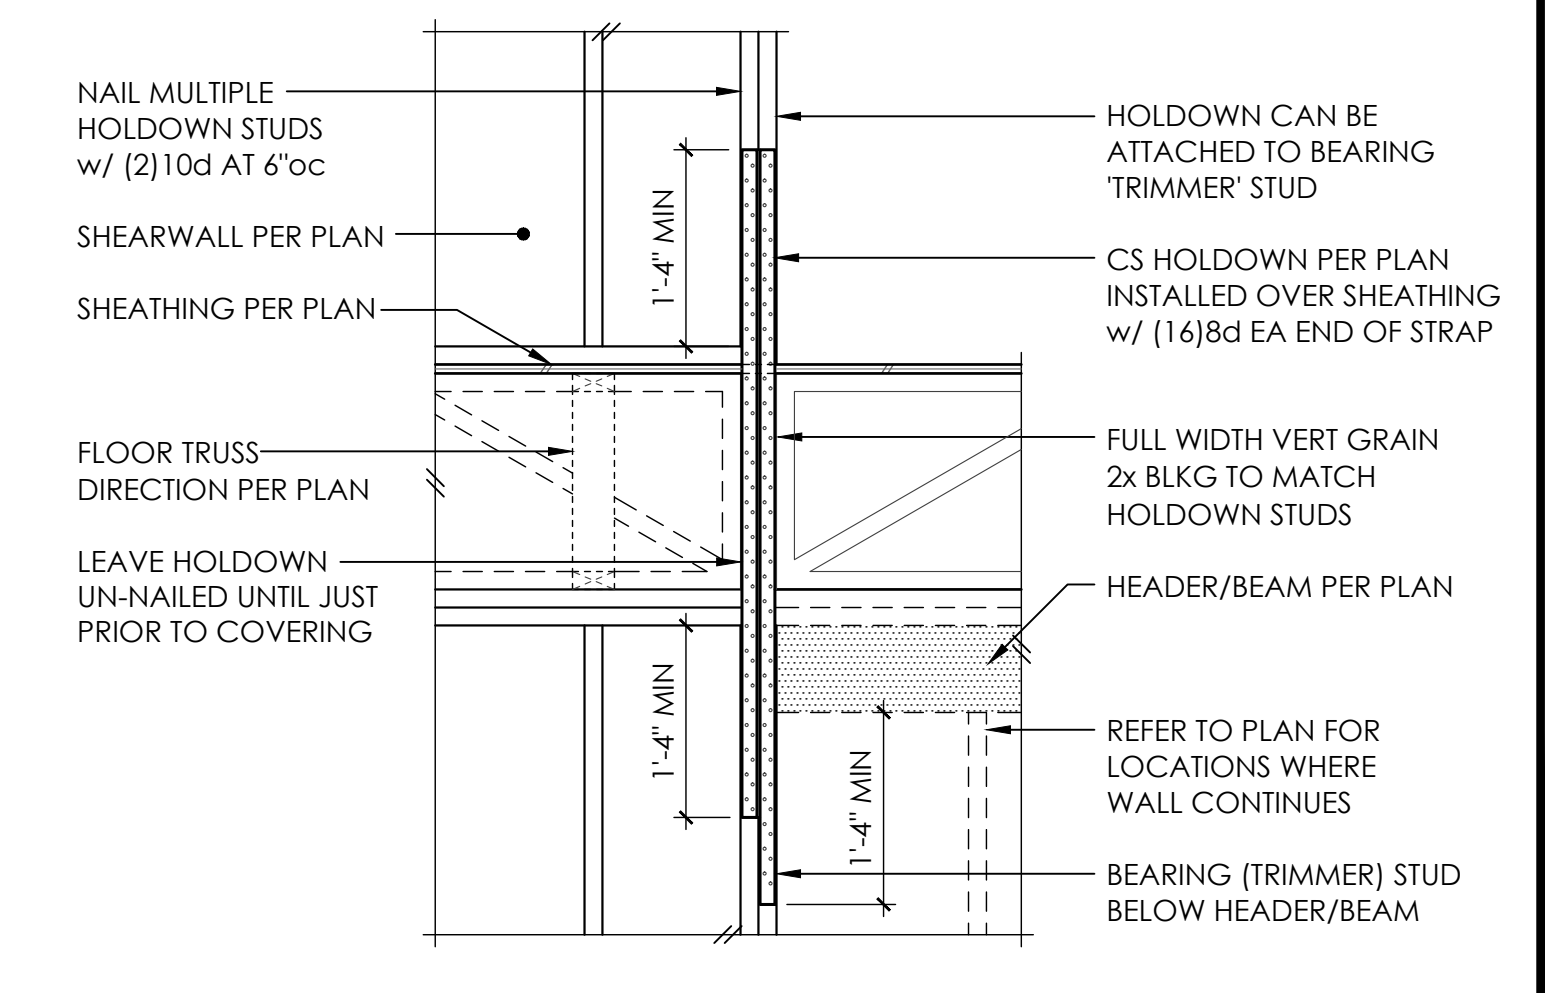 NAIL MULTIPLE
HOLDOWN STUDS
w/ (2)10d AT 6"oc
SHEARWALL PER PLAN
SHEATHING PER PLAN
FLOOR TRUSS
DIRECTION PER PLAN
LEAVE HOLDOWN
UN-NAILED UNTIL JUST
PRIOR TO COVERING
1'-4" MIN
1'-4" MIN
1'-4" MIN
HOLDOWN CAN BE
ATTACHED TO BEARING
'TRIMMER' STUD
CS HOLDOWN PER PLAN
INSTALLED OVER SHEATHING
w/ (16)8d EA END OF STRAP
FULL WIDTH VERT GRAIN
2x BLKG TO MATCH
HOLDOWN STUDS
HEADER/BEAM PER PLAN
REFER TO PLAN FOR
LOCATIONS WHERE
WALL CONTINUES
BEARING (TRIMMER) STUD
BELOW HEADER/BEAM